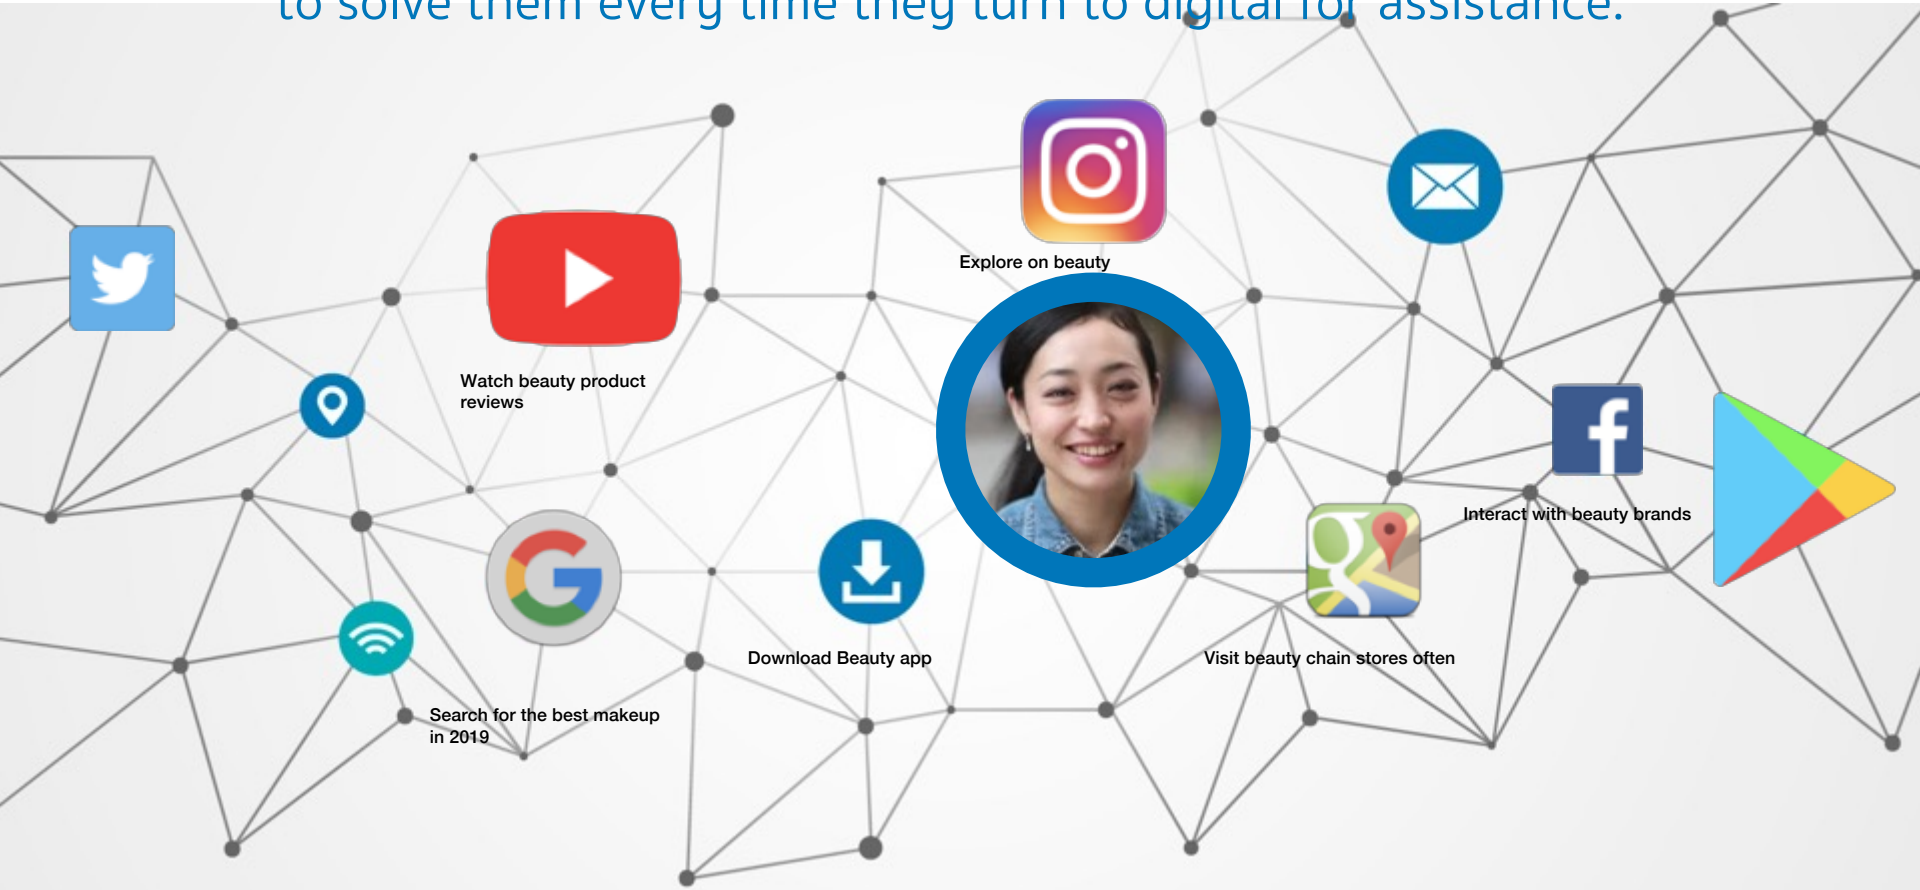 to solve them every time they turn to digital for assistance.
Explore on beauty
Watch beauty product
reviews
Interact with beauty brands
Download Beauty app
Visit beauty chain stores often
Search for the best makeup
in 2019